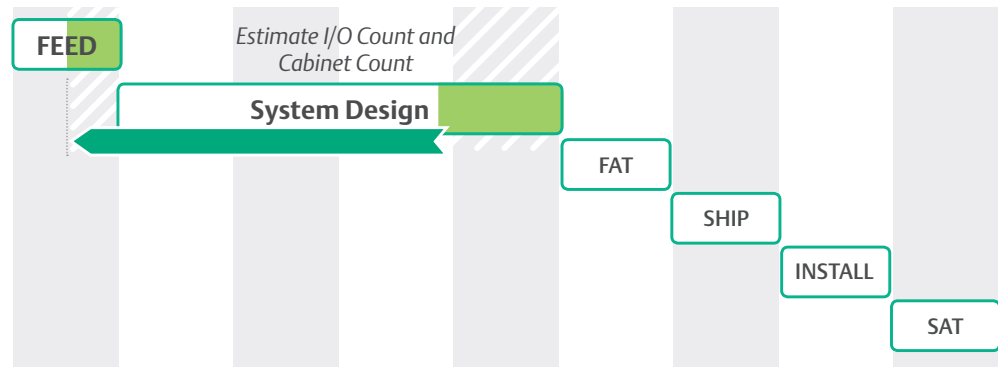 FEED
Estimate I/O Count and
Cabinet Count
System Design
FAT
SHIP
INSTALL
SAT